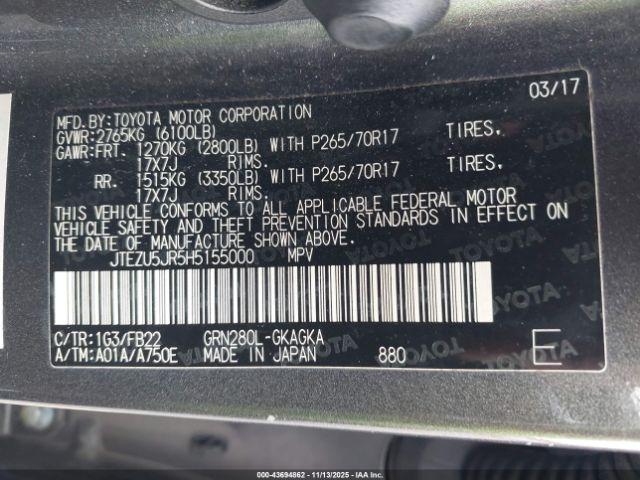 03/17
MFD.BY:TOYOTA MOTOR CORPORATION
GVWR:2765KG (6100LB)
GAWR:FRT. 1270KG (2800LB) WITH P265/70R17 TIRES,
17X7J RIMS.
RR. 1515KG (3350LB) WITH P265/70R17 TIRES,
17X7J RIMS.
THIS VEHICLE CONFORMS TO ALL APPLICABLE FEDERAL MOTOR
VEHICLE SAFETY AND THEFT PREVENTION STANDARDS IN EFFECT ON
THE DATE OF MANUFACTURE SHOWN ABOVE.
JTEZU5JR5H5155000 MPV
C/TR:1G3/FB22 GRN280L-GKAGKA
A/TM:A01A/A750E MADE IN JAPAN 880 E
000-43694862 | 11/13/2025 - IAA Inc.